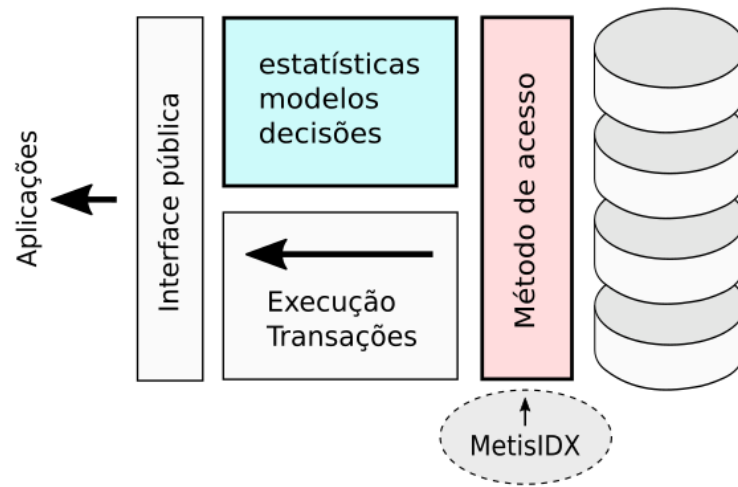 Aplicações
Interface pública
estatísticas
modelos
decisões
Execução
Transações
Método de acesso
MetisIDX